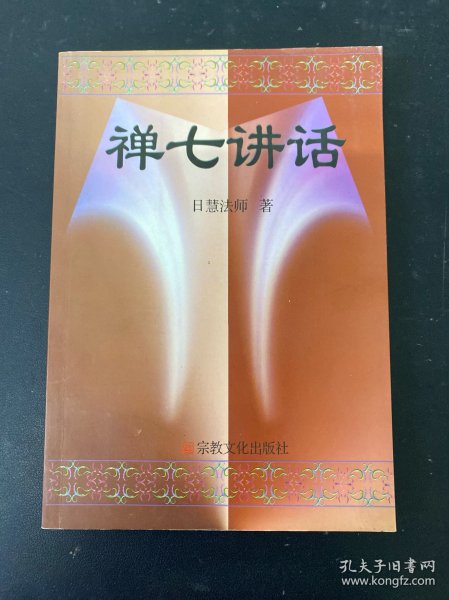 禅七讲话
日慧法师 著
宗教文化出版社
孔夫子旧书网
www.kongfz.com